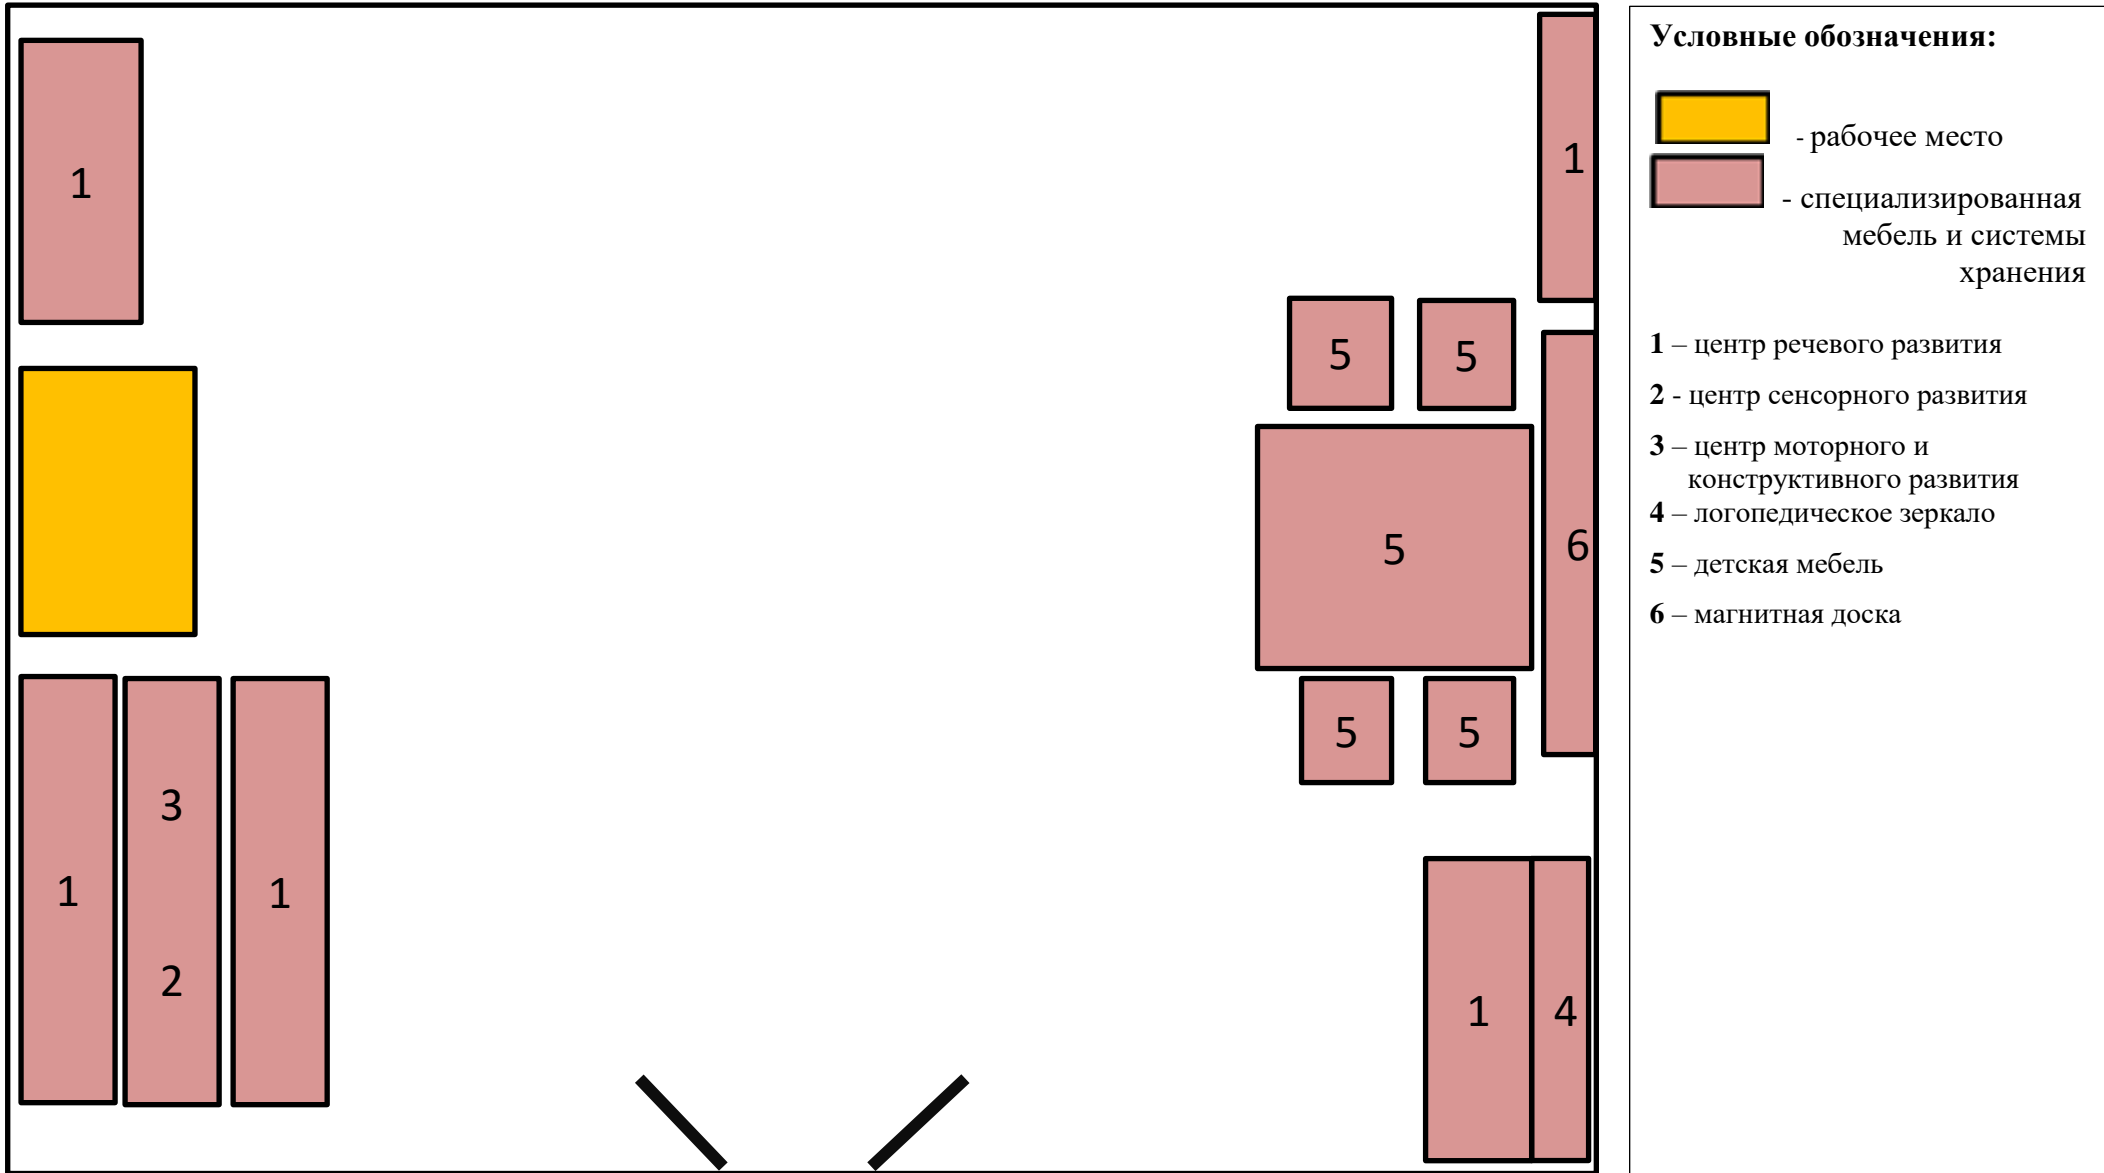 1
1
5
5
5
6
5
5
3
1
1
2
1
4
Условные обозначения:
- рабочее место
- специализированная
мебель и системы
хранения
1 – центр речевого развития
2 - центр сенсорного развития
3 – центр моторного и
конструктивного развития
4 – логопедическое зеркало
5 – детская мебель
6 – магнитная доска